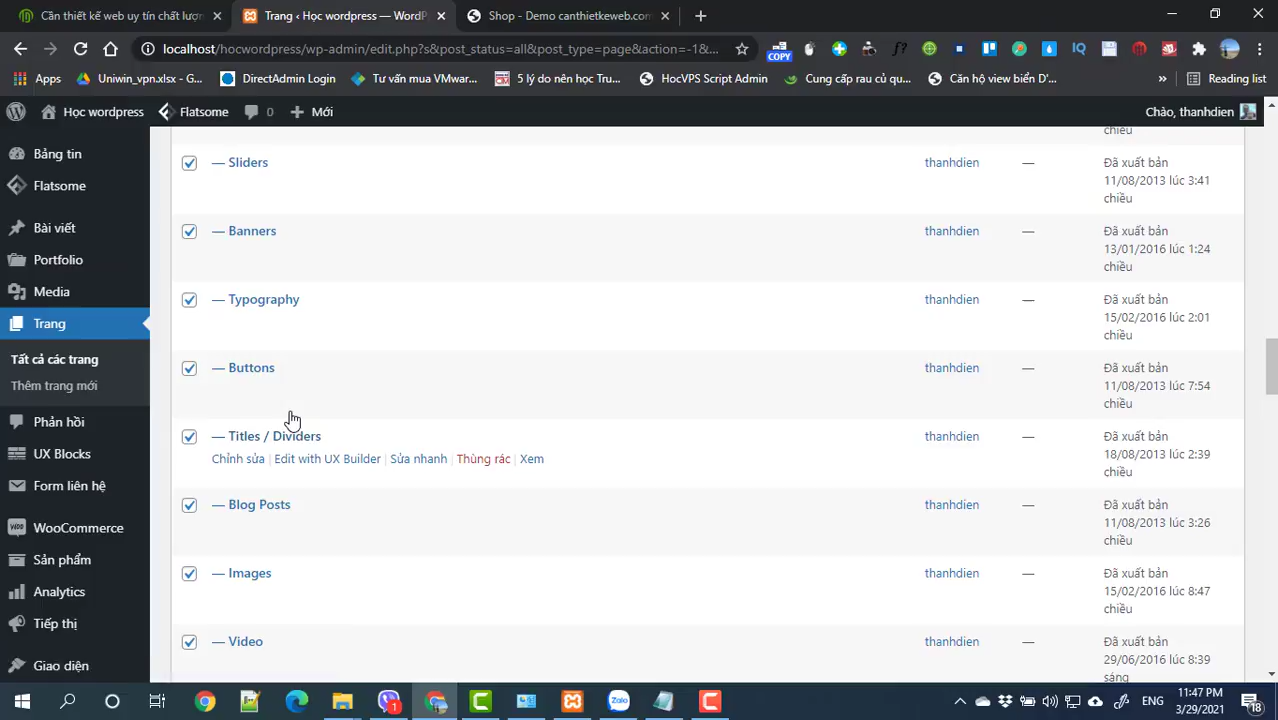 Cần thiết kế web uy tín chất lượn
Trang ‹ Học wordpress — WordP
Shop - Demo canthietkeweb.com
localhost/hocwordpress/wp-admin/edit.php?s&post_status=all&post_type=page&action=-1&...
COPY
f?
IQ
Apps
Uniwin_vpn.xlsx - G...
DirectAdmin Login
Tư vấn mua VMwar...
5 lý do nên học Tru...
HocVPS Script Admin
Cung cấp rau củ qu...
Căn hộ view biển D'...
»
Reading list
Học wordpress
Flatsome
0
Mới
Chào, thanhdien
Bảng tin
Flatsome
Bài viết
Portfolio
Media
Trang
Tất cả các trang
Thêm trang mới
Phản hồi
UX Blocks
Form liên hệ
WooCommerce
Sản phẩm
Analytics
Tiếp thị
Giao diện
chiều
— Sliders
thanhdien
—
Đã xuất bản
11/08/2013 lúc 3:41
chiều
— Banners
thanhdien
—
Đã xuất bản
13/01/2016 lúc 1:24
chiều
— Typography
thanhdien
—
Đã xuất bản
15/02/2016 lúc 2:01
chiều
— Buttons
thanhdien
—
Đã xuất bản
11/08/2013 lúc 7:54
chiều
— Titles / Dividers
Chỉnh sửa | Edit with UX Builder | Sửa nhanh | Thùng rác | Xem
thanhdien
—
Đã xuất bản
18/08/2013 lúc 2:39
chiều
— Blog Posts
thanhdien
—
Đã xuất bản
11/08/2013 lúc 3:26
chiều
— Images
thanhdien
—
Đã xuất bản
15/02/2016 lúc 8:47
chiều
— Video
thanhdien
—
Đã xuất bản
29/06/2016 lúc 8:39
sáng
1
Zalo
ENG
11:47 PM
3/29/2021
18